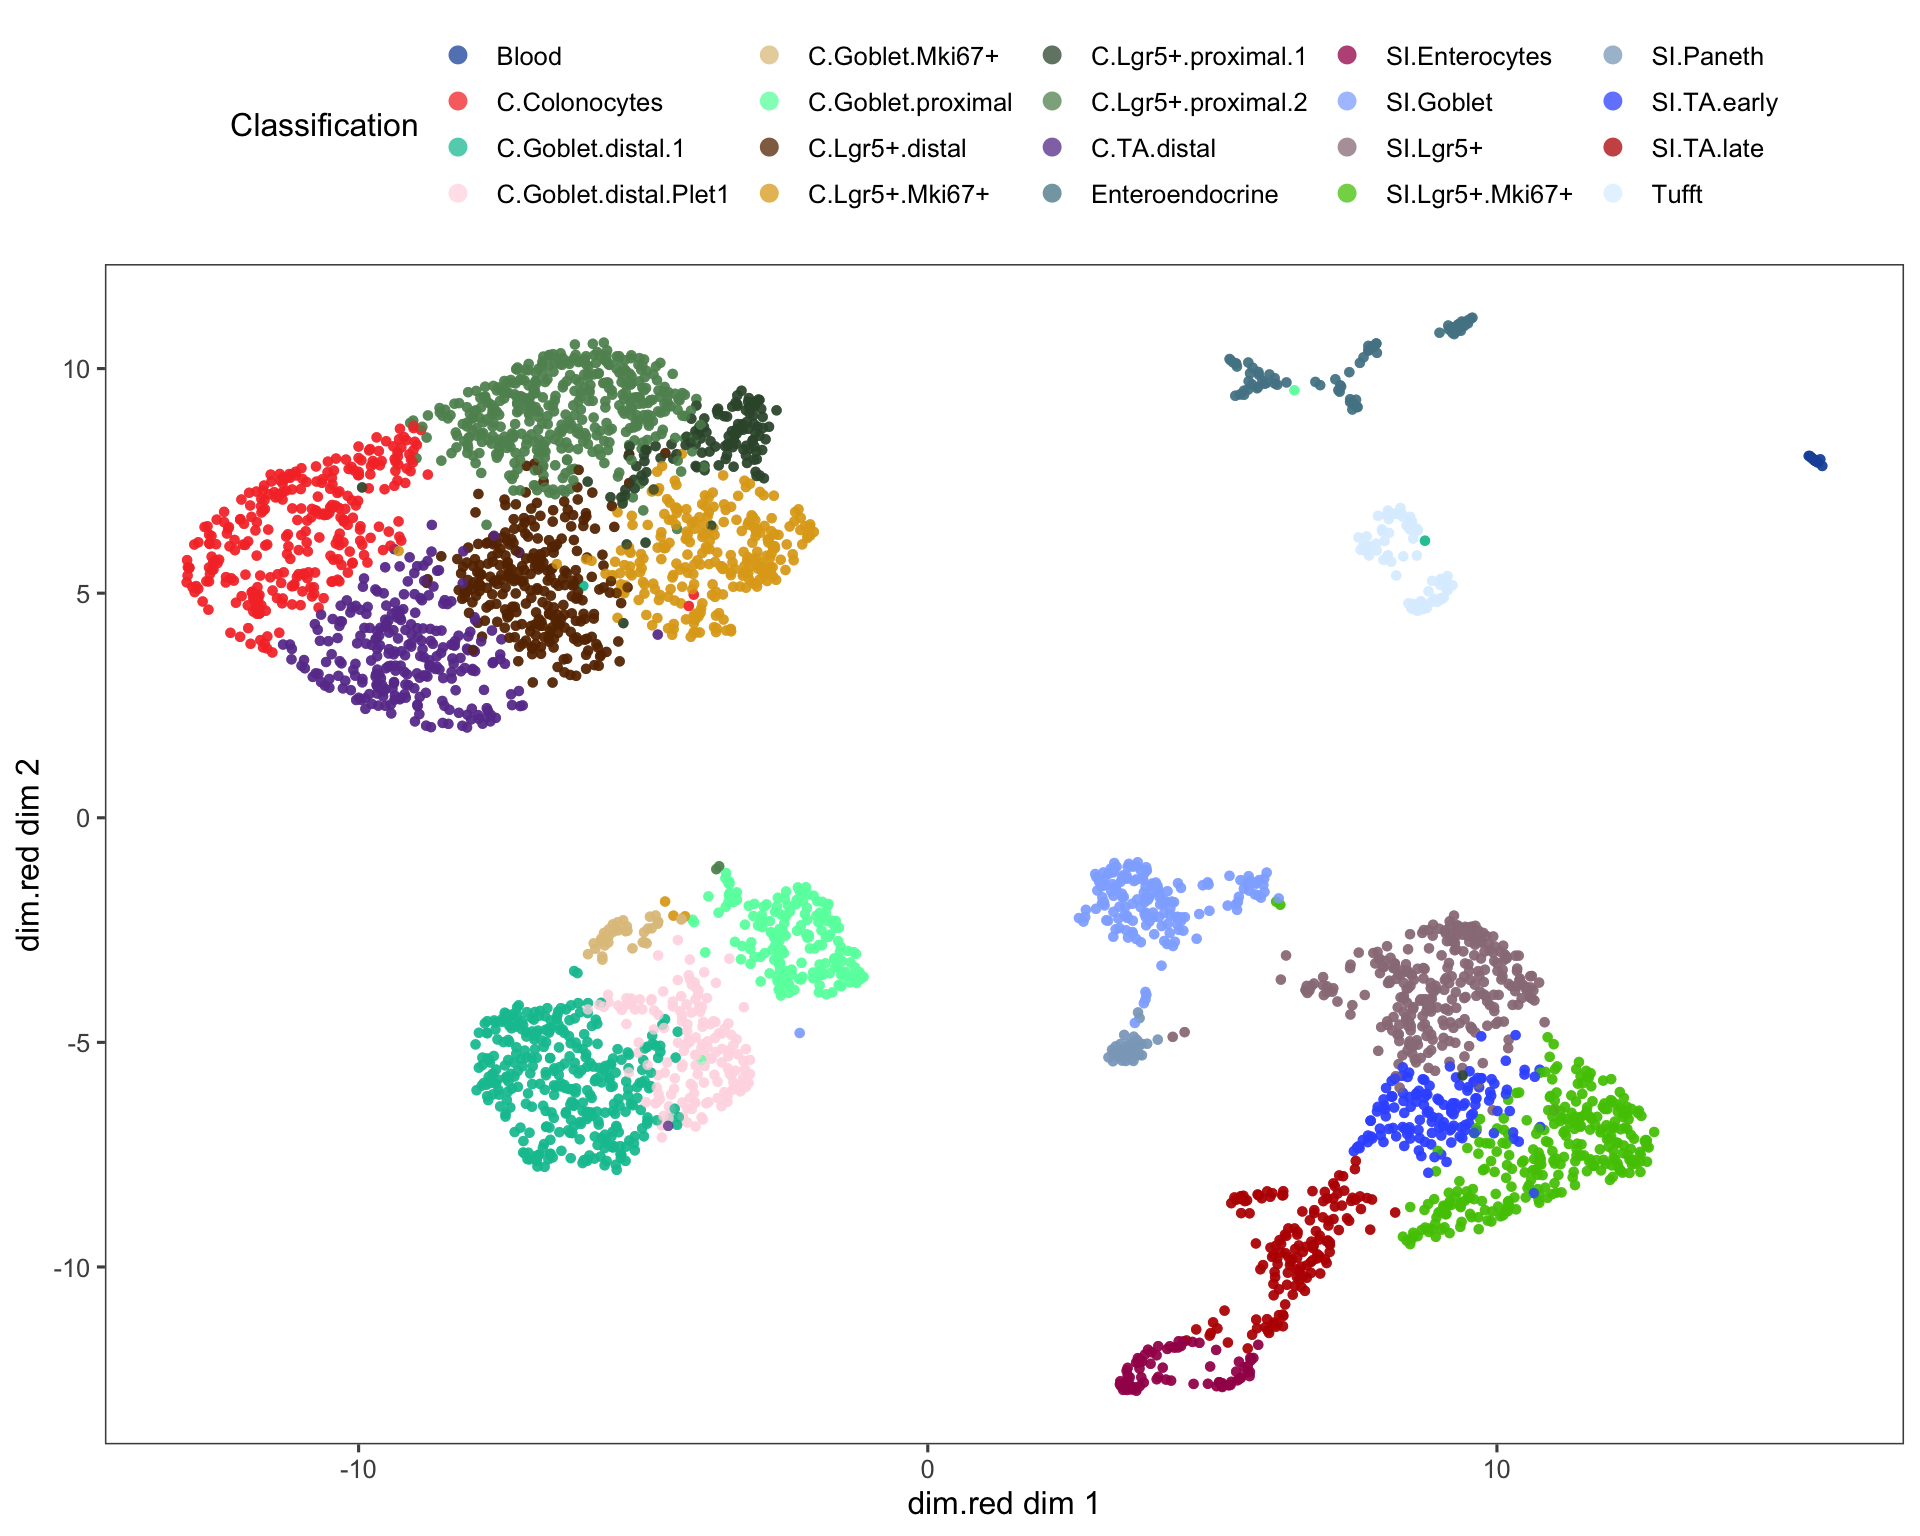 Classification
Blood
C.Colonocytes
C.Goblet.distal.1
C.Goblet.distal.Plet1
C.Goblet.Mki67+
C.Goblet.proximal
C.Lgr5+.distal
C.Lgr5+.Mki67+
C.Lgr5+.proximal.1
C.Lgr5+.proximal.2
C.TA.distal
Enteroendocrine
SI.Enterocytes
SI.Goblet
SI.Lgr5+
SI.Lgr5+.Mki67+
SI.Paneth
SI.TA.early
SI.TA.late
Tufft
10
5
0
-5
-10
dim.red dim 2
-10
0
10
dim.red dim 1